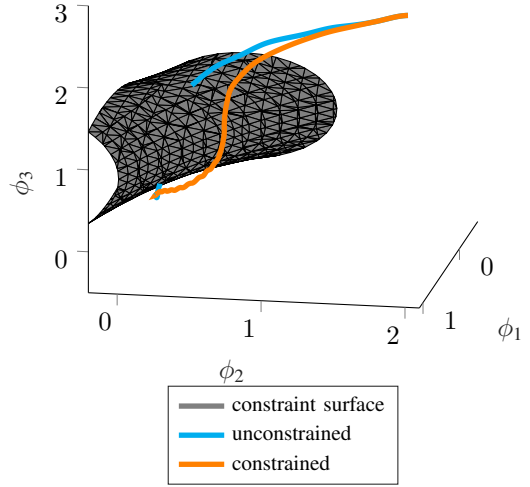 3
2
1
0
ϕ3
0
1
2
ϕ2
1
0
ϕ1
constraint surface
unconstrained
constrained